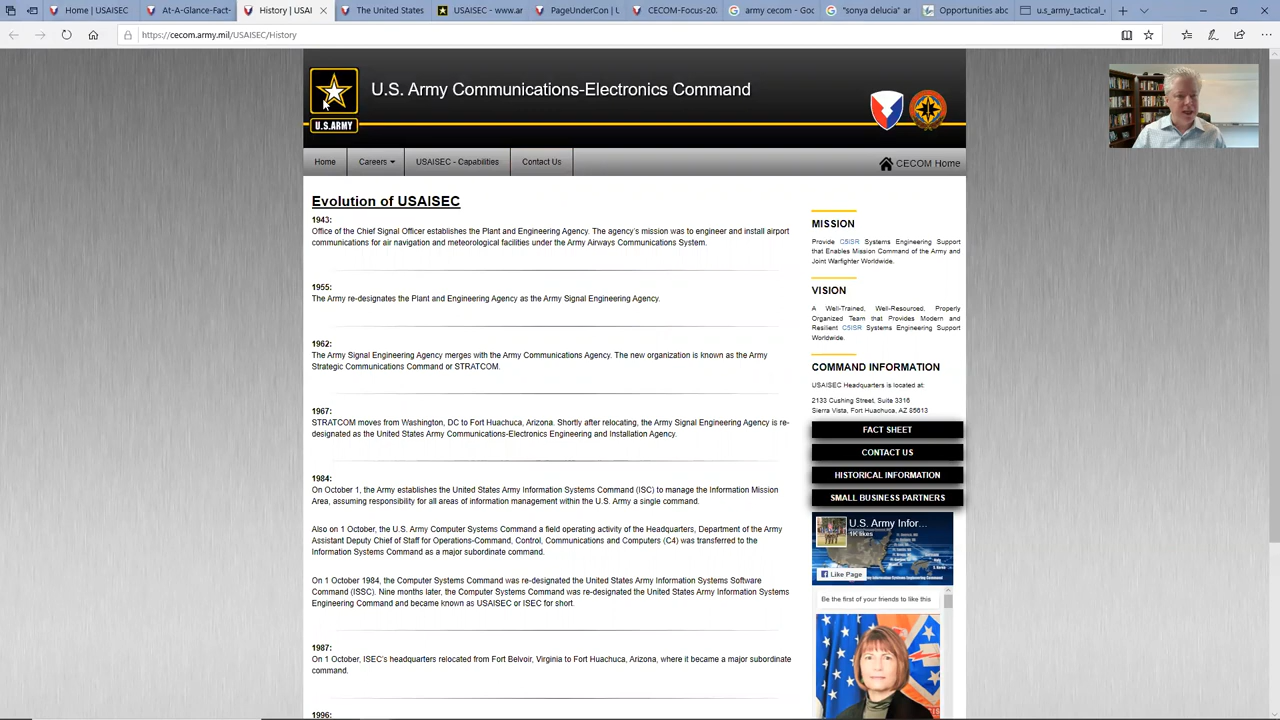 Home | USAISEC
At-A-Glance-Fact-
History | USAI
The United States
USAISEC - www.ar
PageUnderCon | U
CECOM-Focus-20
army cecom - Goo
"sonya delucia" ar
Opportunities abc
u.s_army_tactical_
https://cecom.army.mil/USAISEC/History
U.S.ARMY
U.S. Army Communications-Electronics Command
Home
Careers
USAISEC - Capabilities
Contact Us
CECOM Home
Evolution of USAISEC
1943:
Office of the Chief Signal Officer establishes the Plant and Engineering Agency. The agency's mission was to engineer and install airport
communications for air navigation and meteorological facilities under the Army Airways Communications System.
1955:
The Army re-designates the Plant and Engineering Agency as the Army Signal Engineering Agency.
1962:
The Army Signal Engineering Agency merges with the Army Communications Agency. The new organization is known as the Army
Strategic Communications Command or STRATCOM.
1967:
STRATCOM moves from Washington, DC to Fort Huachuca, Arizona. Shortly after relocating, the Army Signal Engineering Agency is re-
designated as the United States Army Communications-Electronics Engineering and Installation Agency.
1984:
On October 1, the Army establishes the United States Army Information Systems Command (ISC) to manage the Information Mission
Area, assuming responsibility for all areas of information management within the U.S. Army a single command.
Also on 1 October, the U.S. Army Computer Systems Command a field operating activity of the Headquarters, Department of the Army
Assistant Deputy Chief of Staff for Operations-Command, Control, Communications and Computers (C4) was transferred to the
Information Systems Command as a major subordinate command.
On 1 October 1984, the Computer Systems Command was re-designated the United States Army Information Systems Software
Command (ISSC). Nine months later, the Computer Systems Command was re-designated the United States Army Information Systems
Engineering Command and became known as USAISEC or ISEC for short.
1987:
On 1 October, ISEC's headquarters relocated from Fort Belvoir, Virginia to Fort Huachuca, Arizona, where it became a major subordinate
command.
1996:
MISSION
Provide C5ISR Systems Engineering Support
that Enables Mission Command of the Army and
Joint Warfighter Worldwide.
VISION
A Well-Trained, Well-Resourced, Properly
Organized Team that Provides Modern and
Resilient C5ISR Systems Engineering Support
Worldwide.
COMMAND INFORMATION
USAISEC Headquarters is located at:
2133 Cushing Street, Suite 3316
Sierra Vista, Fort Huachuca, AZ 85613
FACT SHEET
CONTACT US
HISTORICAL INFORMATION
SMALL BUSINESS PARTNERS
U.S. Army Infor...
1K likes
Like Page
Be the first of your friends to like this